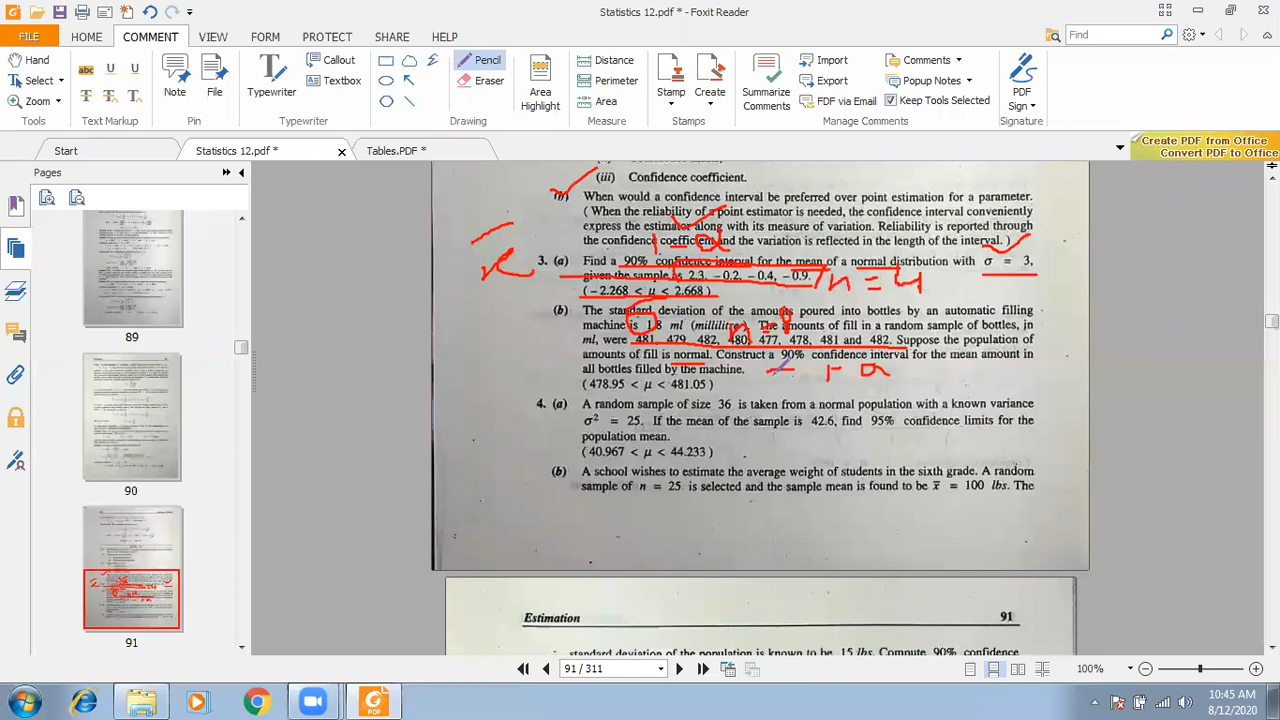 Statistics 12.pdf * - Foxit Reader
FILE HOME COMMENT VIEW FORM PROTECT SHARE HELP Find
Hand
Select
Zoom
Tools
Text Markup
Note
File
Pin
Typewriter
Callout
Textbox
Typewriter
Pencil
Eraser
Drawing
Area Highlight
Distance
Perimeter
Area
Measure
Stamp
Create
Stamps
Summarize Comments
Import
Export
FDF via Email
Comments
Popup Notes
Keep Tools Selected
Manage Comments
PDF Sign
Signature
Start Statistics 12.pdf * Tables.PDF *
Create PDF from Office
Convert PDF to Office
Pages
89
90
91
(iii) Confidence coefficient.
When would a confidence interval be preferred over point estimation for a parameter.
( When the reliability of a point estimator is needed, the confidence interval conveniently
express the estimator along with its measure of variation. Reliability is reported through
the confidence coefficient and the variation is reflected in the length of the interval. )
1 - α
3. (a) Find a 90% confidence interval for the mean of a normal distribution with σ = 3,
given the sample is 2.3, −0.2, −0.4, −0.9.
n = 4
( −2.268 < μ < 2.668 )
(b) The standard deviation of the amounts poured into bottles by an automatic filling
machine is 1.8 ml (millilitre). The amounts of fill in a random sample of bottles, in
n = 8
ml, were 481, 479, 482, 480, 477, 478, 481 and 482. Suppose the population of
amounts of fill is normal. Construct a 90% confidence interval for the mean amount in
all bottles filled by the machine.
( 478.95 < μ < 481.05 )
4. (a) A random sample of size 36 is taken from a normal population with a known variance
σ² = 25. If the mean of the sample is 42.6, find 95% confidence limits for the
population mean.
( 40.967 < μ < 44.233 )
(b) A school wishes to estimate the average weight of students in the sixth grade. A random
sample of n = 25 is selected and the sample mean is found to be x̅ = 100 lbs. The
Estimation 91
standard deviation of the population is known to be 15 lbs. Compute 90% confidence
91 / 311
100%
10:45 AM
8/12/2020